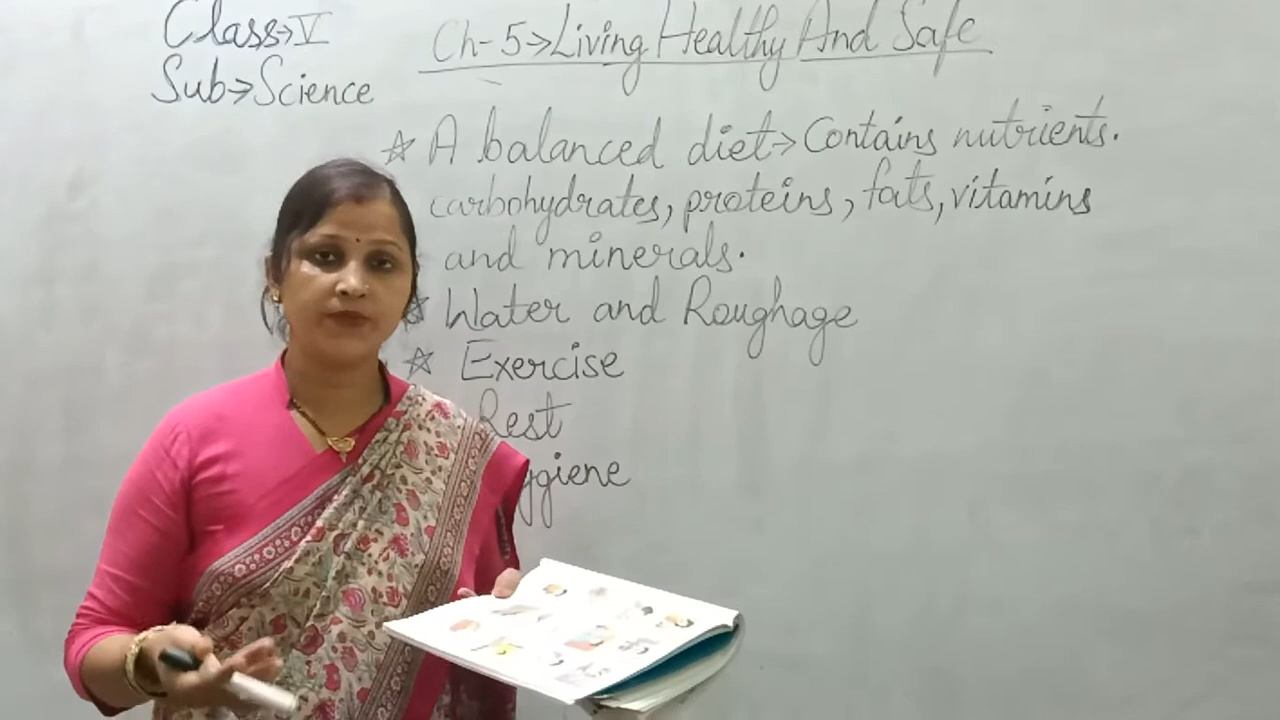 Class→V
Sub→Science
Ch-5→Living Healthy And Safe
☆ A balanced diet→Contains nutrients.
carbohydrates, proteins, fats, vitamins
and minerals.
☆ Water and Roughage
☆ Exercise
Rest
ygiene